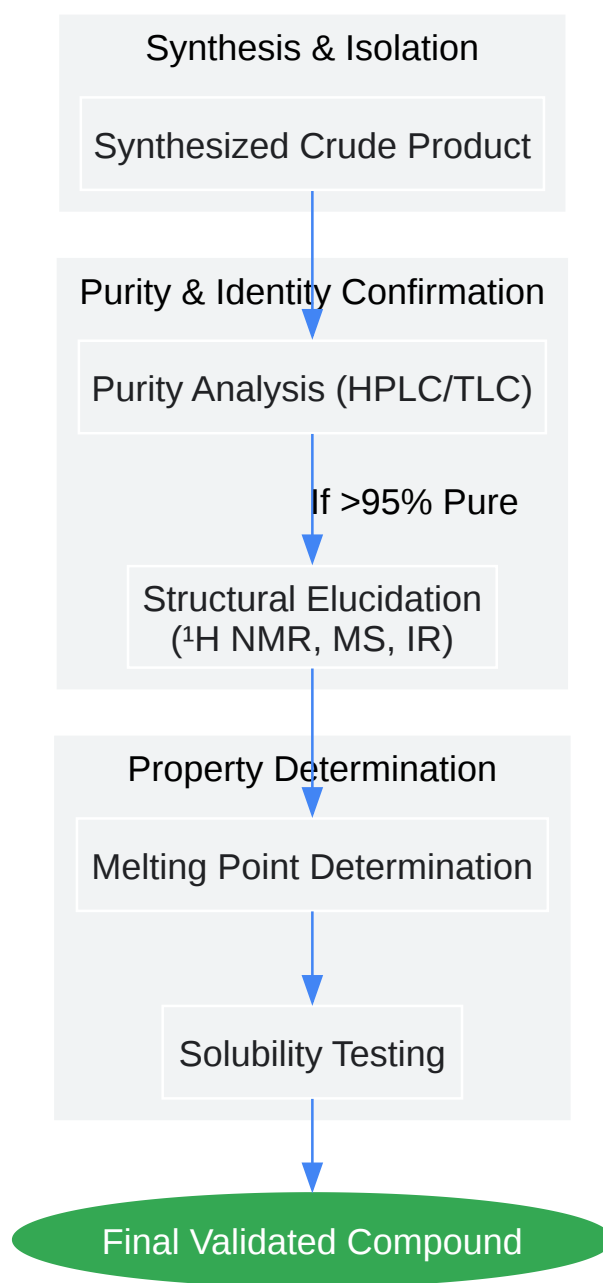 Synthesis & Isolation
Synthesized Crude Product
Purity & Identity Confirmation
Purity Analysis (HPLC/TLC)
If >95% Pure
Structural Elucidation
(¹H NMR, MS, IR)
Property Determination
Melting Point Determination
Solubility Testing
Final Validated Compound